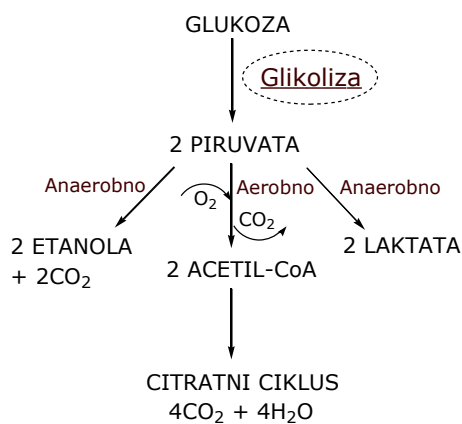 GLUKOZA
Glikoliza
2 PIRUVATA
Anaerobno
O₂
Aerobno
Anaerobno
CO₂
2 ETANOLA
+ 2CO₂
2 ACETIL-CoA
2 LAKTATA
CITRATNI CIKLUS
4CO₂ + 4H₂O